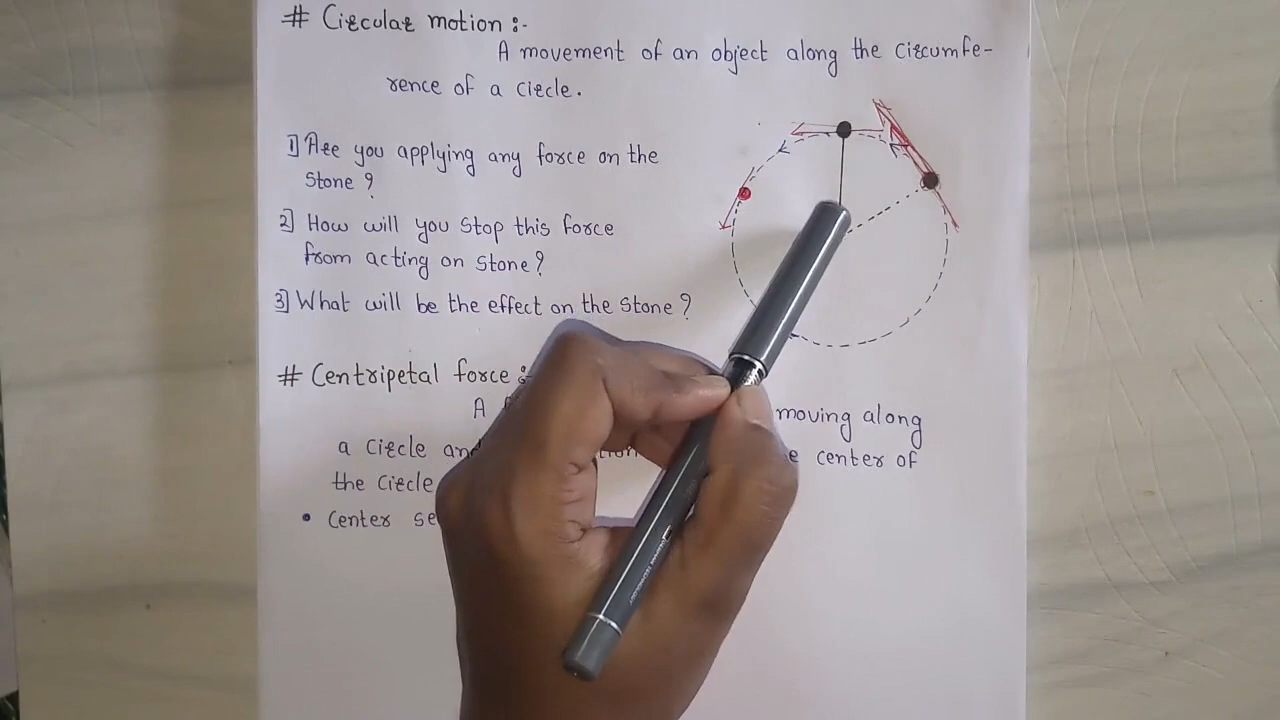 # Circular motion :-
A movement of an object along the circumfe-
rence of a circle.
1] Are you applying any force on the
stone ?
2] How will you stop this force
from acting on stone ?
3] What will be the effect on the stone ?
# Centripetal force :-
A moving along
a circle center of
the circle
• Center